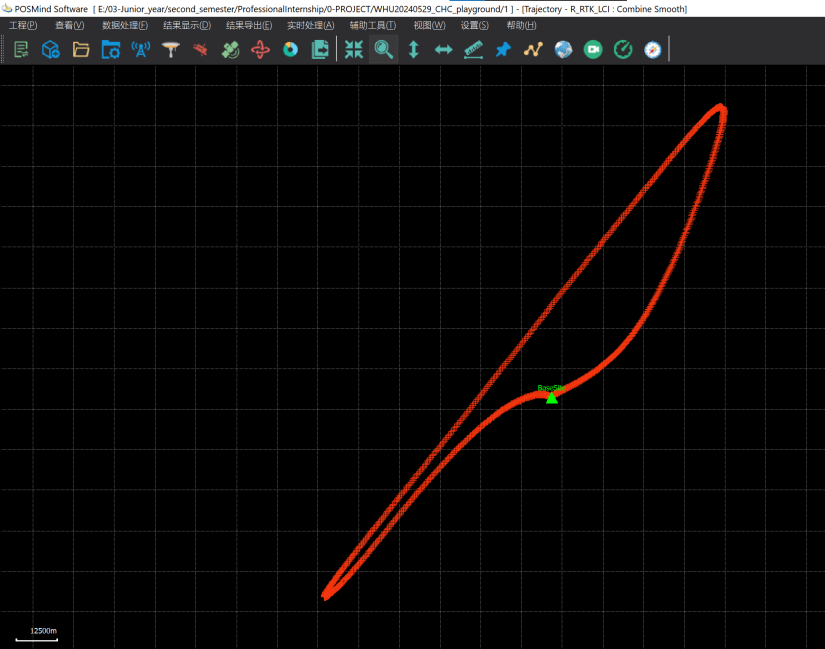 POSMind Software [ E:/03-Junior_year/second_semester/ProfessionalInternship/0-PROJECT/WHU20240529_CHC_playground/1 ] - [Trajectory - R_RTK_LCI : Combine Smooth]
工程(P) 查看(V) 数据处理(F) 结果显示(D) 结果导出(E) 实时处理(A) 辅助工具(T) 视图(W) 设置(S) 帮助(H)
12500m